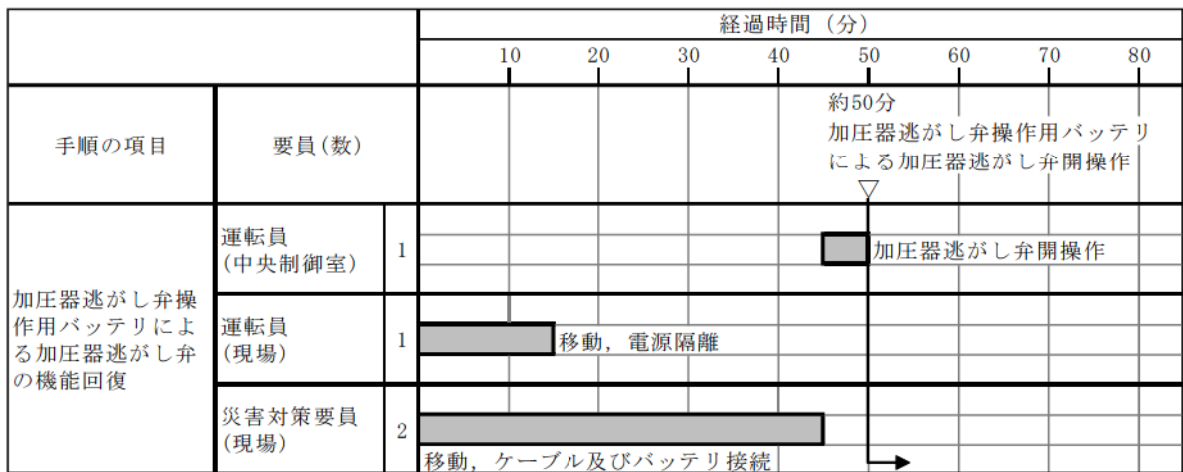 経過時間（分）
10 20 30 40 50 60 70 80
手順の項目
要員(数)
約50分
加圧器逃がし弁操作用バッテリ
による加圧器逃がし弁開操作
▽
加圧器逃がし弁操
作用バッテリによ
る加圧器逃がし弁
の機能回復
運転員
(中央制御室)
1
加圧器逃がし弁開操作
運転員
(現場)
1
移動，電源隔離
災害対策要員
(現場)
2
移動，ケーブル及びバッテリ接続